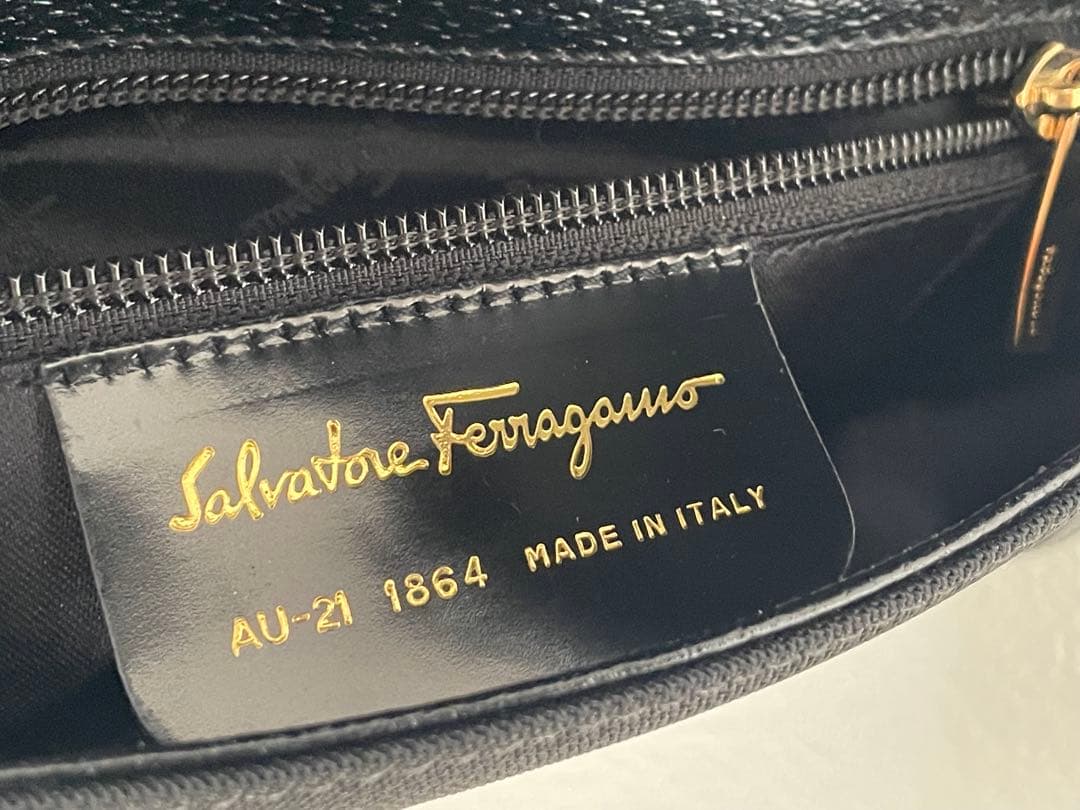 Salvatore Ferragamo
AU-21 1864 MADE IN ITALY